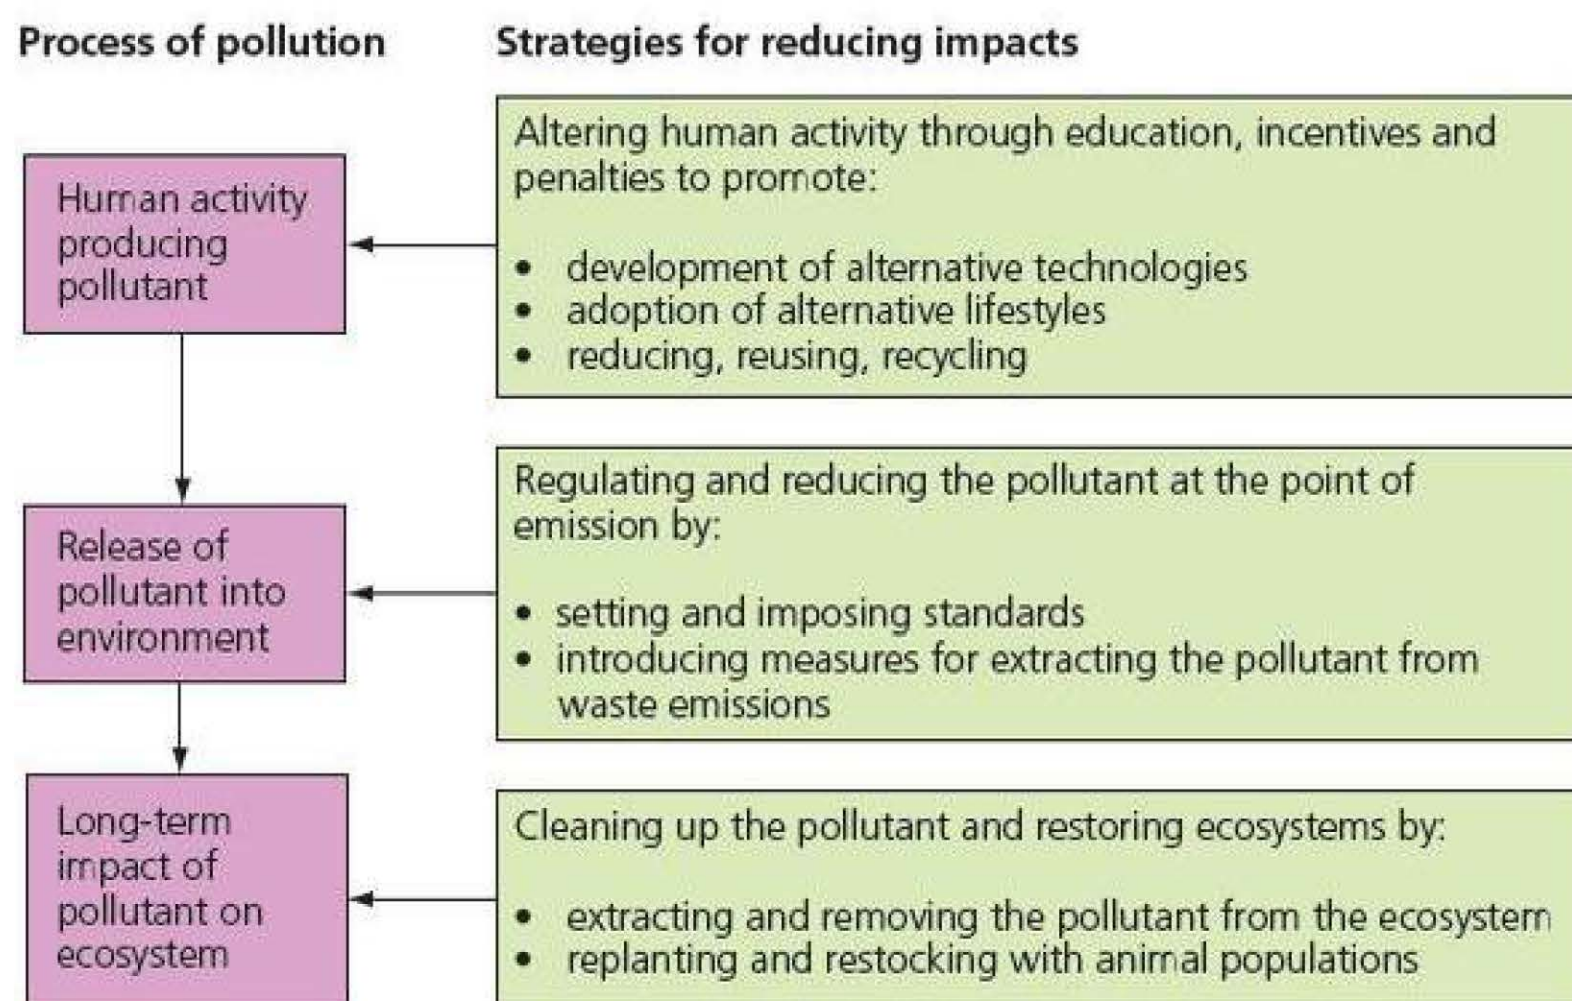 Process of pollution
Strategies for reducing impacts
Human activity
producing
pollutant
Altering human activity through education, incentives and
penalties to promote:
• development of alternative technologies
• adoption of alternative lifestyles
• reducing, reusing, recycling
Release of
pollutant into
environment
Regulating and reducing the pollutant at the point of
emission by:
• setting and imposing standards
• introducing measures for extracting the pollutant from
waste emissions
Long-term
impact of
pollutant on
ecosystem
Cleaning up the pollutant and restoring ecosystems by:
• extracting and removing the pollutant from the ecosystem
• replanting and restocking with animal populations